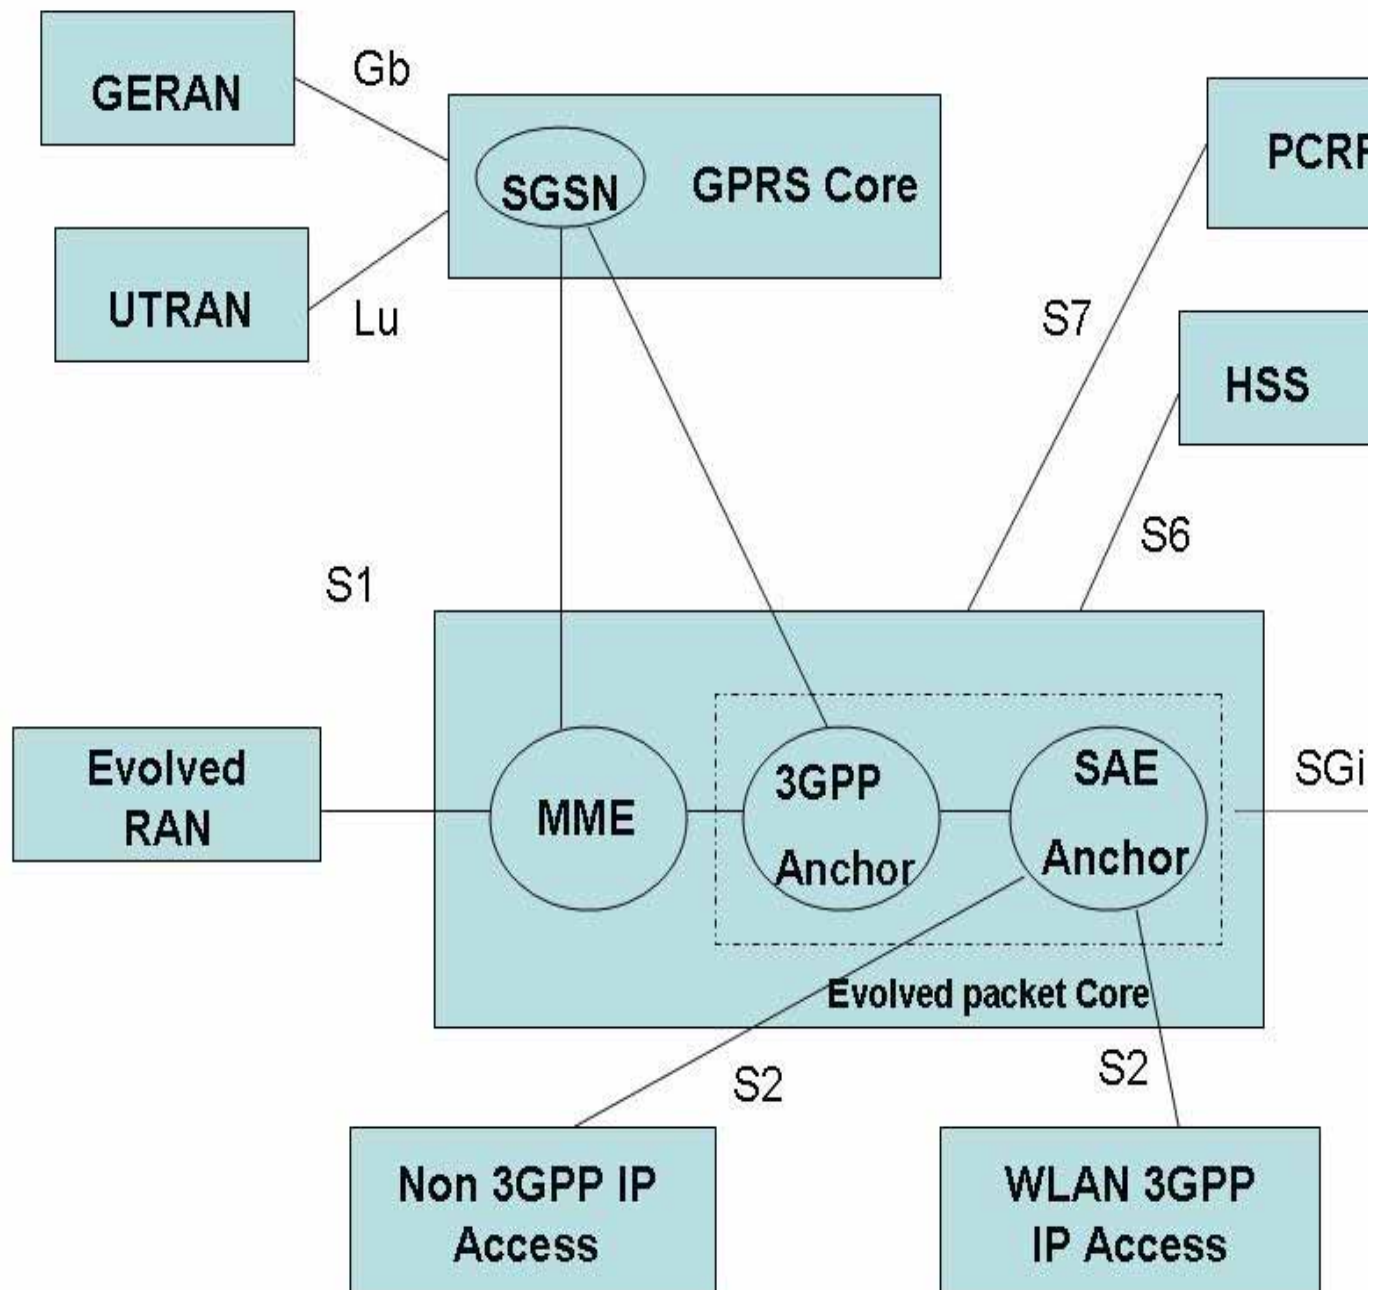 GERAN
Gb
SGSN
GPRS Core
PCRF
UTRAN
Lu
S7
HSS
S6
S1
Evolved
RAN
MME
3GPP
Anchor
SAE
Anchor
SGi
Evolved packet Core
S2
S2
Non 3GPP IP
Access
WLAN 3GPP
IP Access